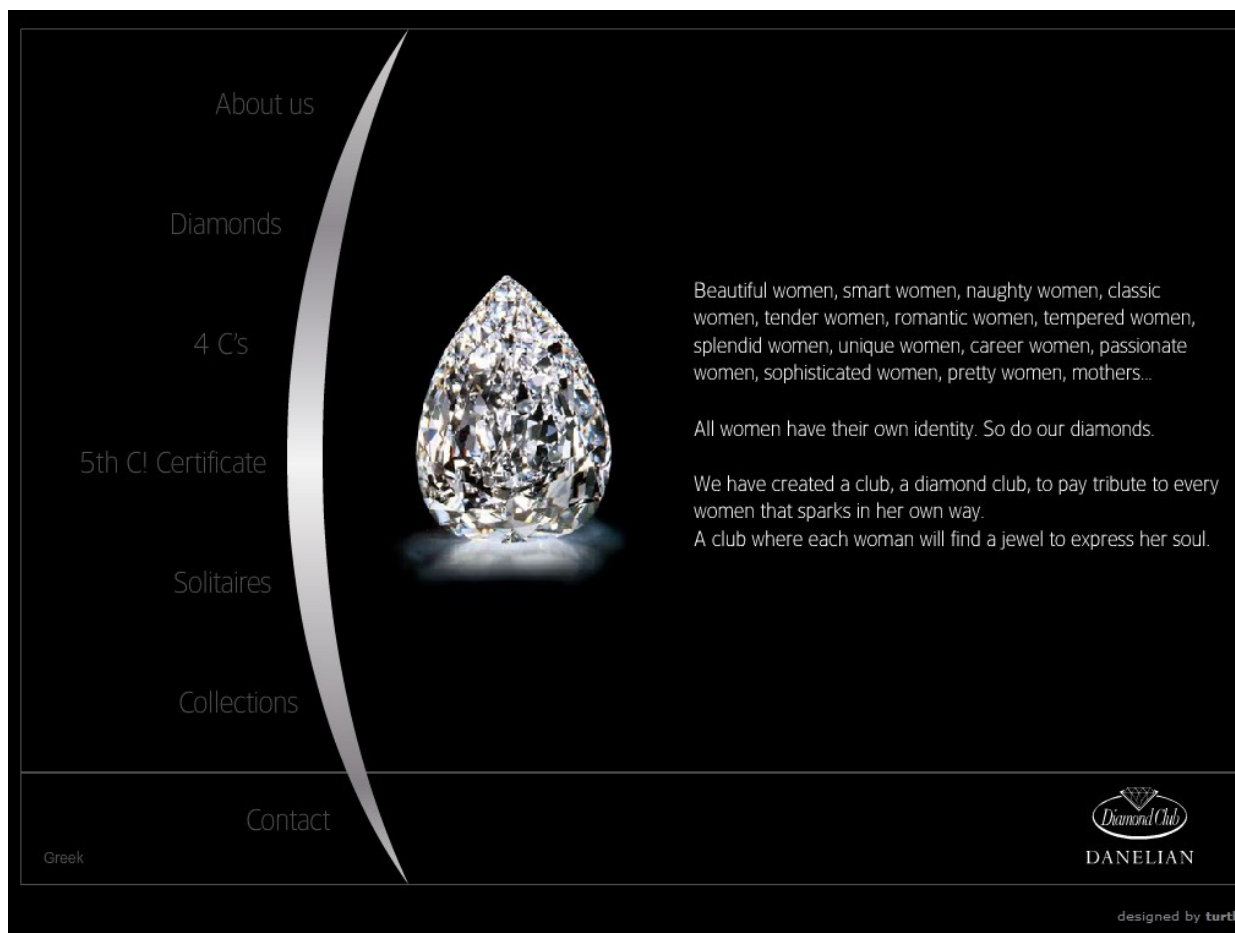 About us
Diamonds
4 C's
5th C! Certificate
Solitaires
Collections
Contact
Greek
Beautiful women, smart women, naughty women, classic
women, tender women, romantic women, tempered women,
splendid women, unique women, career women, passionate
women, sophisticated women, pretty women, mothers...
All women have their own identity. So do our diamonds.
We have created a club, a diamond club, to pay tribute to every
women that sparks in her own way.
A club where each woman will find a jewel to express her soul.
Diamond Club
DANELIAN
designed by